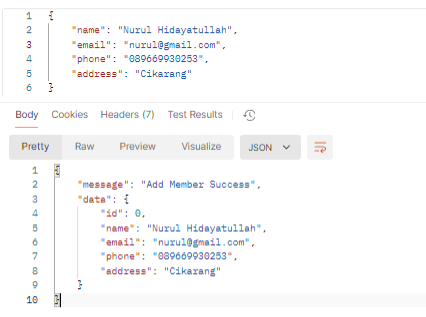 1 {
2 "name": "Nurul Hidayatullah",
3 "email": "nurul@gmail.com",
4 "phone": "089669930253",
5 "address": "Cikarang"
6 }
Body Cookies Headers (7) Test Results
Pretty Raw Preview Visualize JSON
1 {
2 "message": "Add Member Success",
3 "data": {
4 "id": 0,
5 "name": "Nurul Hidayatullah",
6 "email": "nurul@gmail.com",
7 "phone": "089669930253",
8 "address": "Cikarang"
9 }
10 }